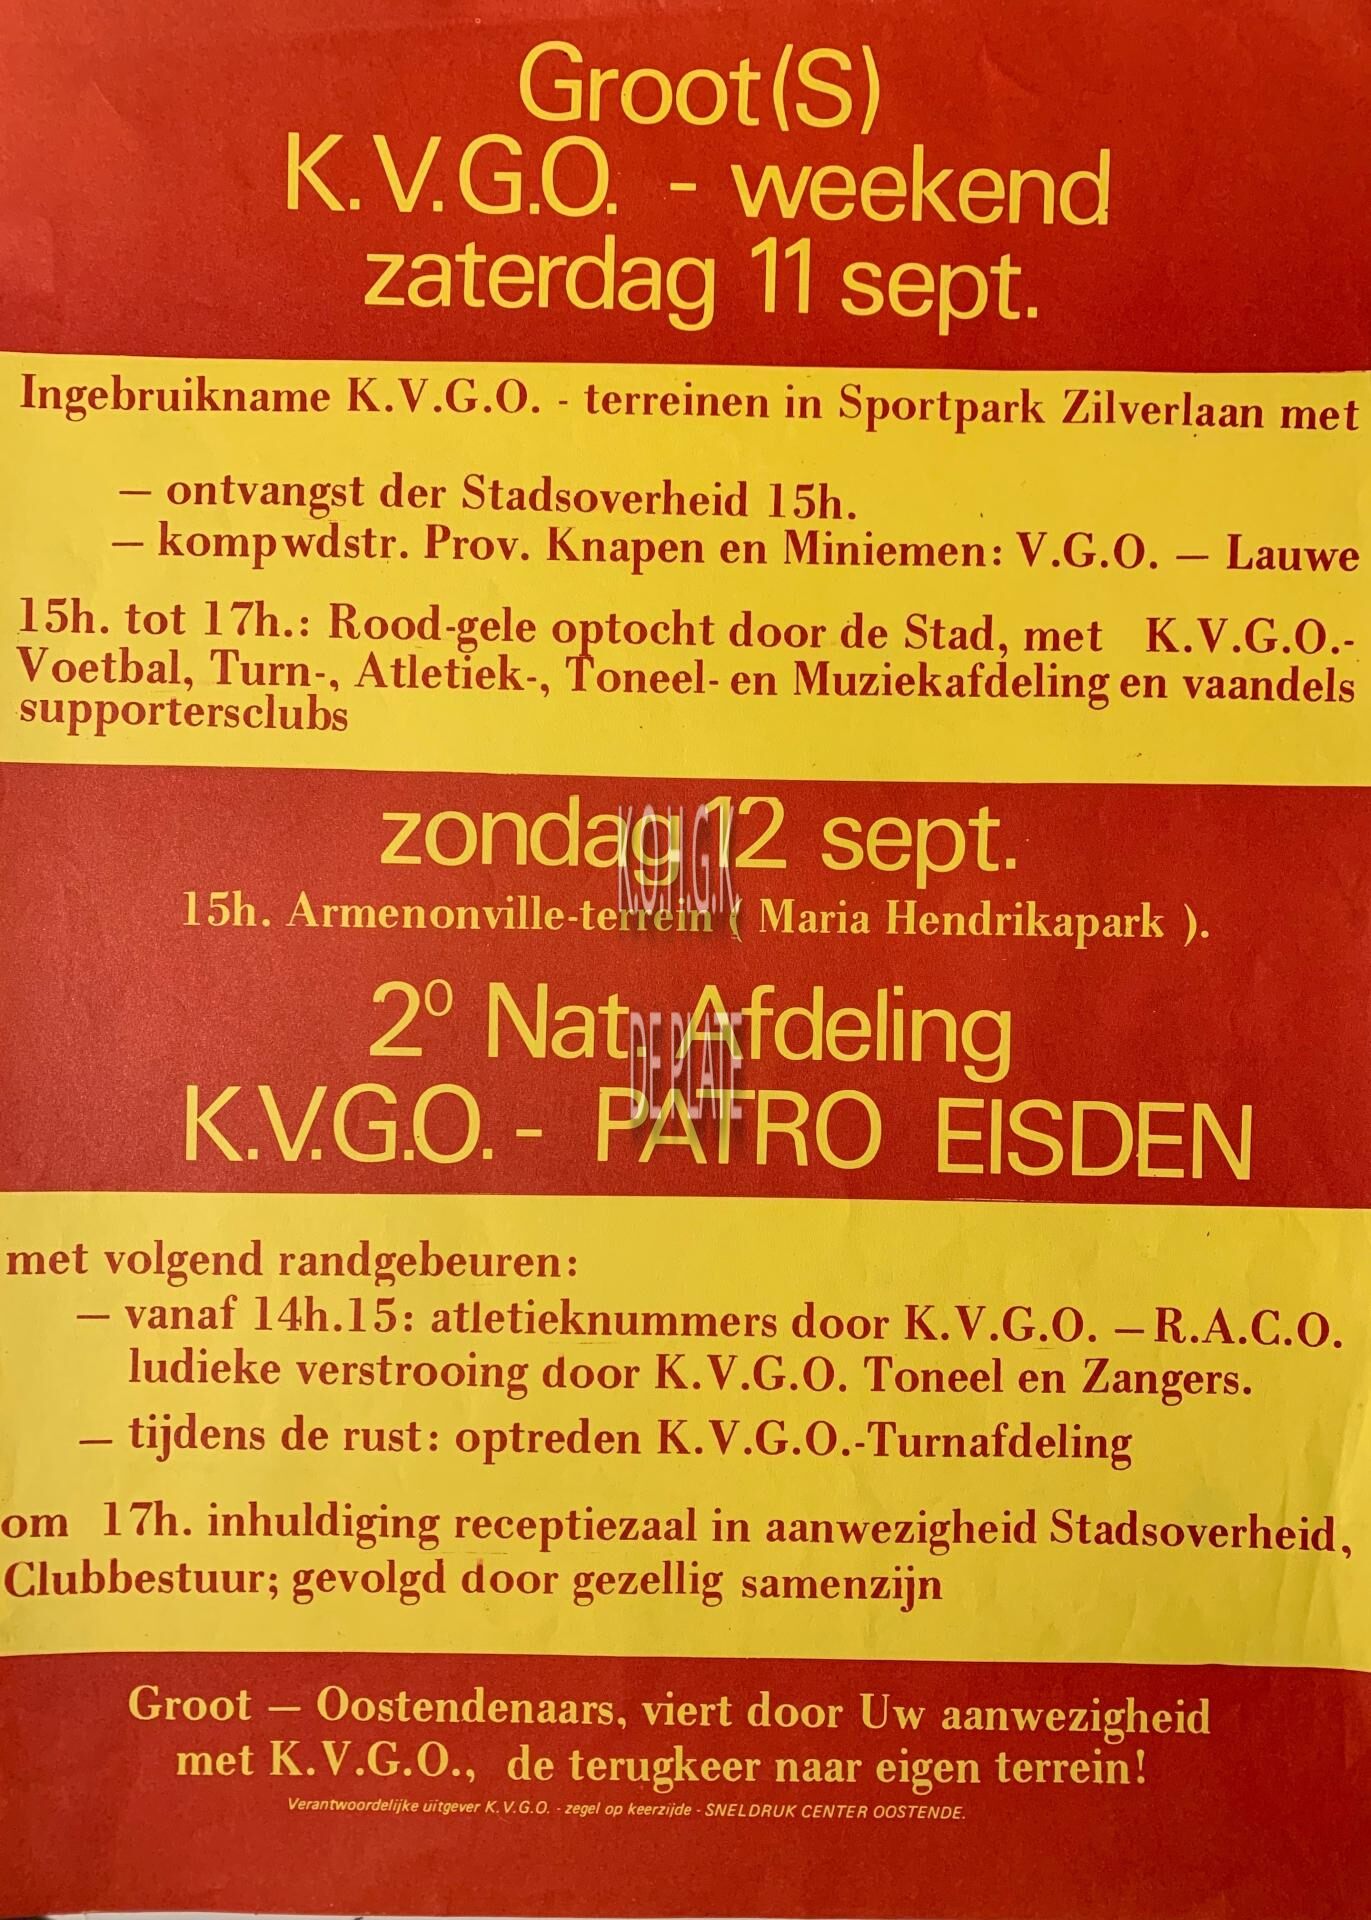 Groot(S)
K.V.G.O. - weekend
zaterdag 11 sept.
Ingebruikname K.V.G.O. - terreinen in Sportpark Zilverlaan met
— ontvangst der Stadsoverheid 15h.
— kompwdstr. Prov. Knapen en Miniemen: V.G.O. — Lauwe
15h. tot 17h.: Rood-gele optocht door de Stad, met K.V.G.O.-
Voetbal, Turn-, Atletiek-, Toneel- en Muziekafdeling en vaandels
supportersclubs
zondag 12 sept.
15h. Armenonville-terrein ( Maria Hendrikapark ).
2° Nat. Afdeling
K.V.G.O. - PATRO EISDEN
met volgend randgebeuren:
— vanaf 14h.15: atletieknummers door K.V.G.O. — R.A.C.O.
ludieke verstrooing door K.V.G.O. Toneel en Zangers.
— tijdens de rust: optreden K.V.G.O.-Turnafdeling
om 17h. inhuldiging receptiezaal in aanwezigheid Stadsoverheid,
Clubbestuur; gevolgd door gezellig samenzijn
Groot — Oostendenaars, viert door Uw aanwezigheid
met K.V.G.O., de terugkeer naar eigen terrein!
Verantwoordelijke uitgever K.V.G.O. - zegel op keerzijde - SNELDRUK CENTER OOSTENDE.
K.O.H.G.K.
DE PLATE